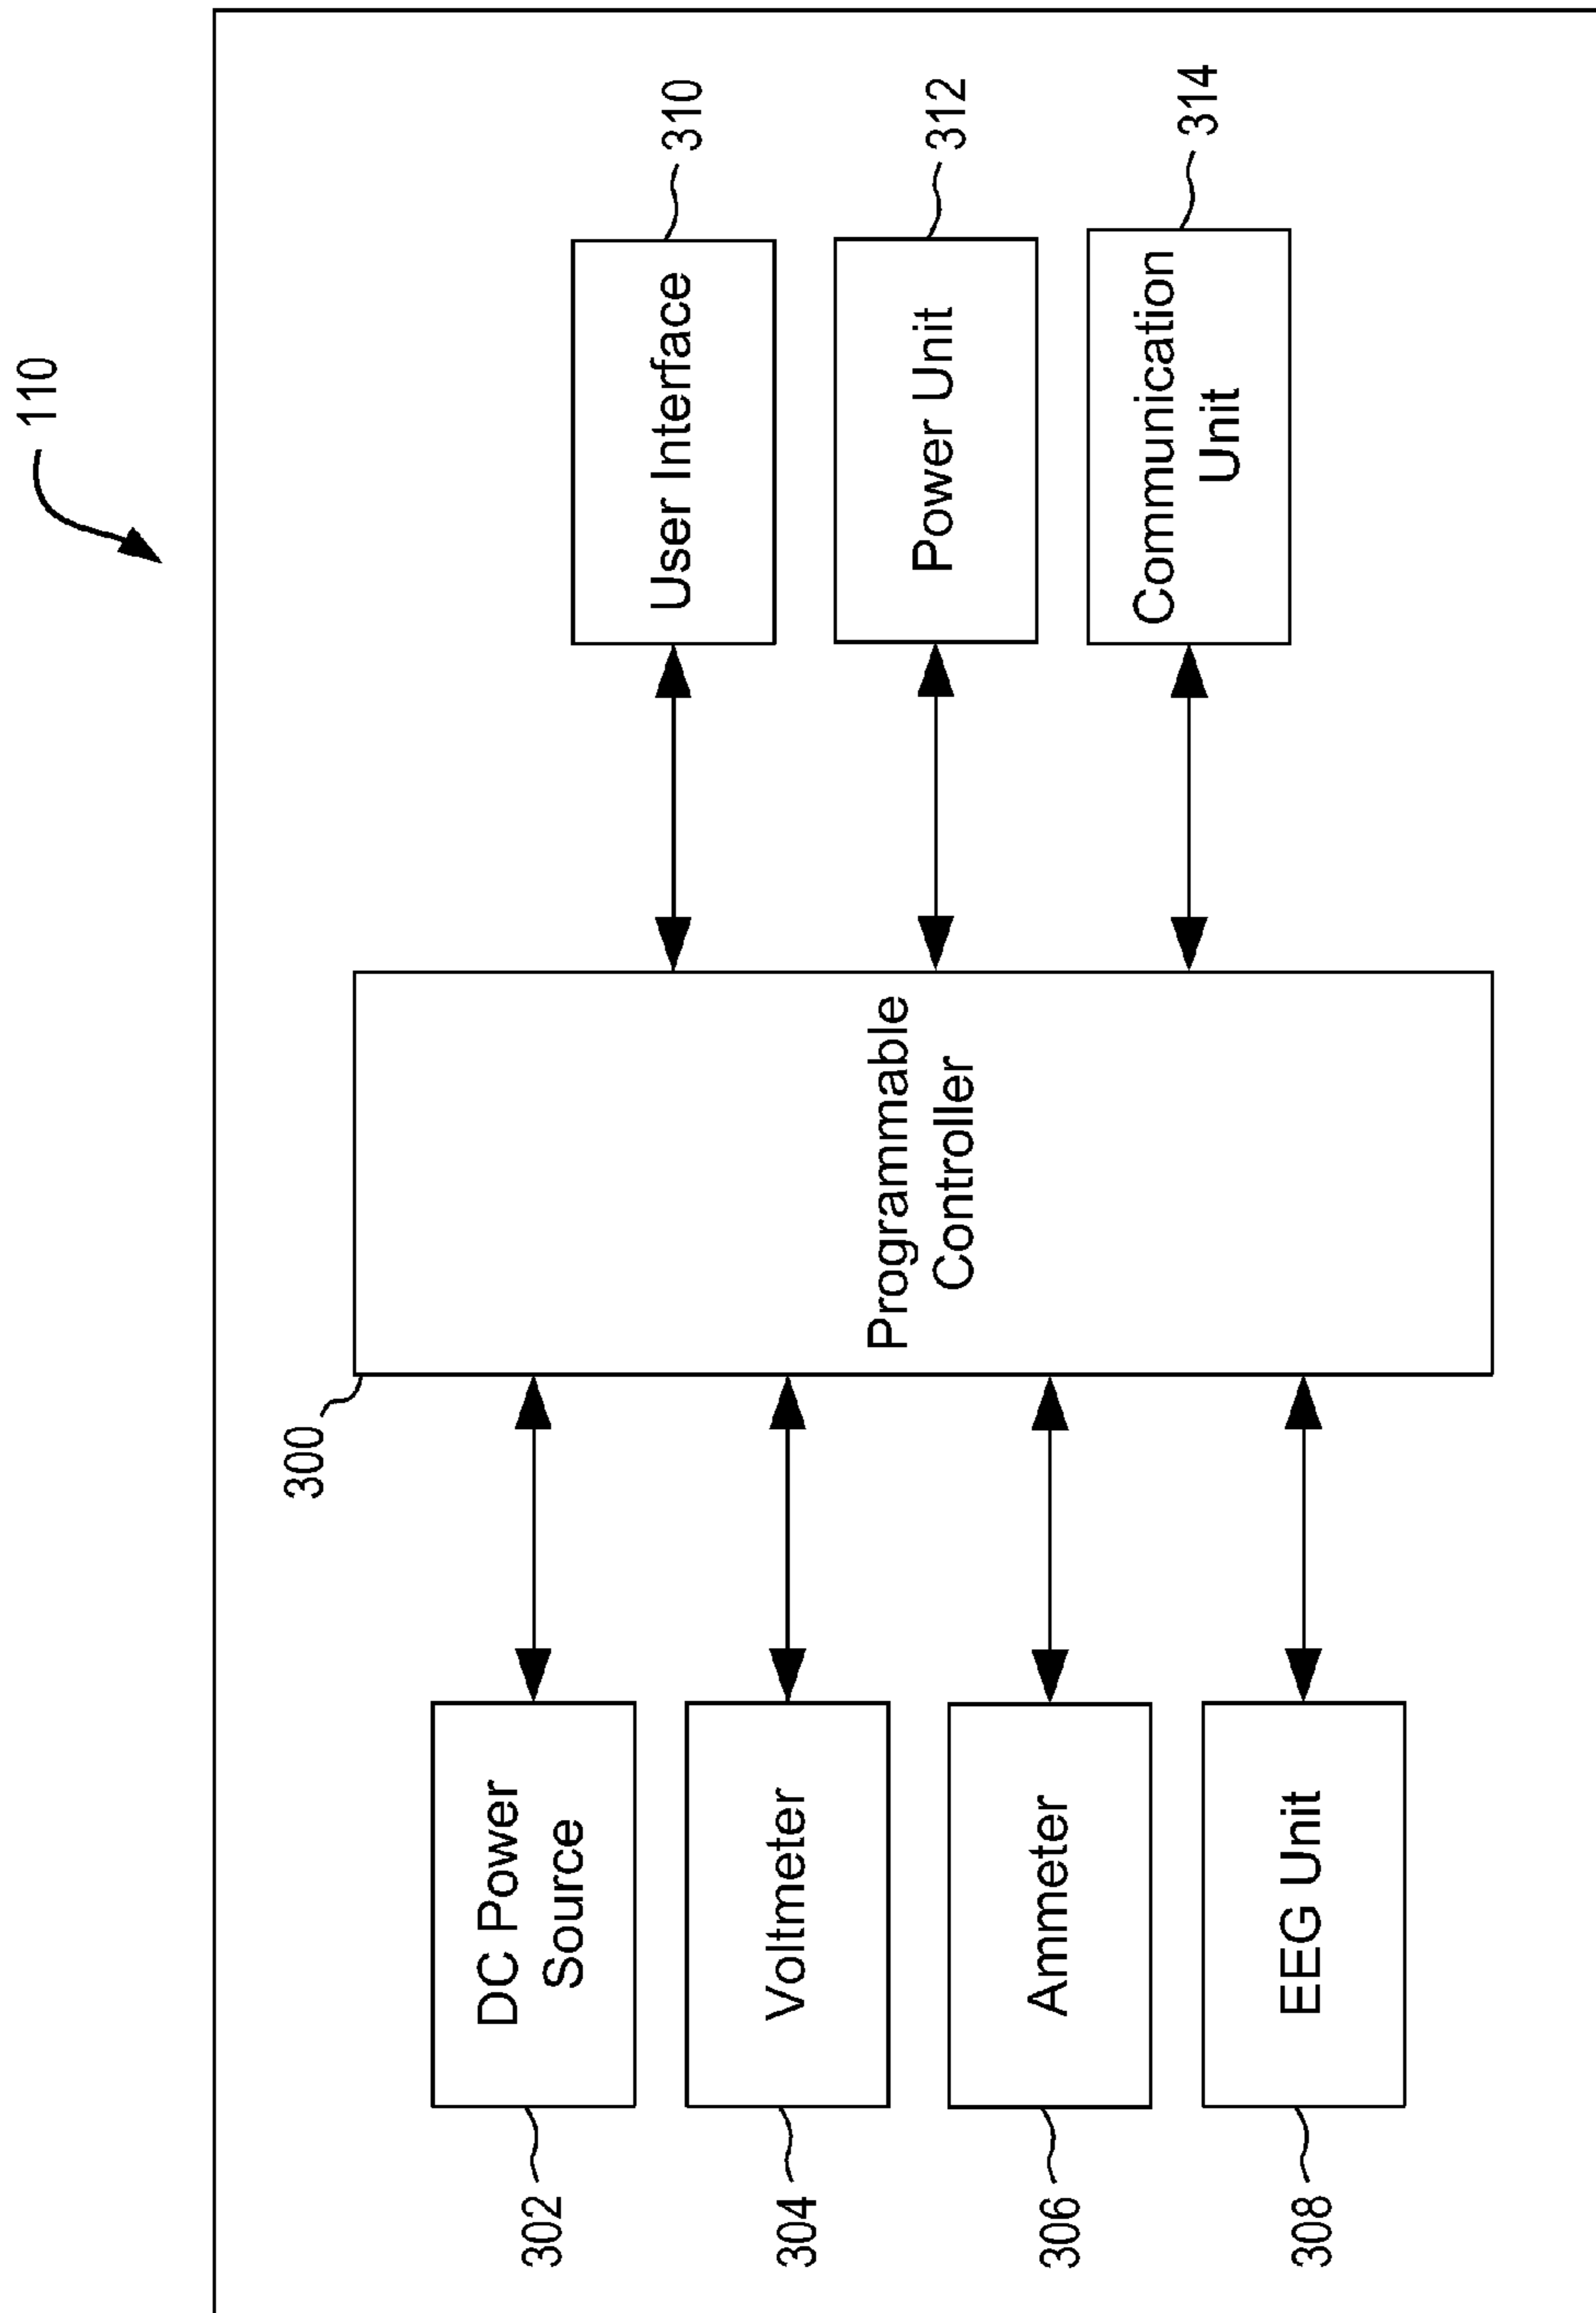 110
300
302
DC Power
Source
304
Voltmeter
306
Ammeter
308
EEG Unit
Programmable
Controller
User Interface
310
Power Unit
312
Communication
Unit
314